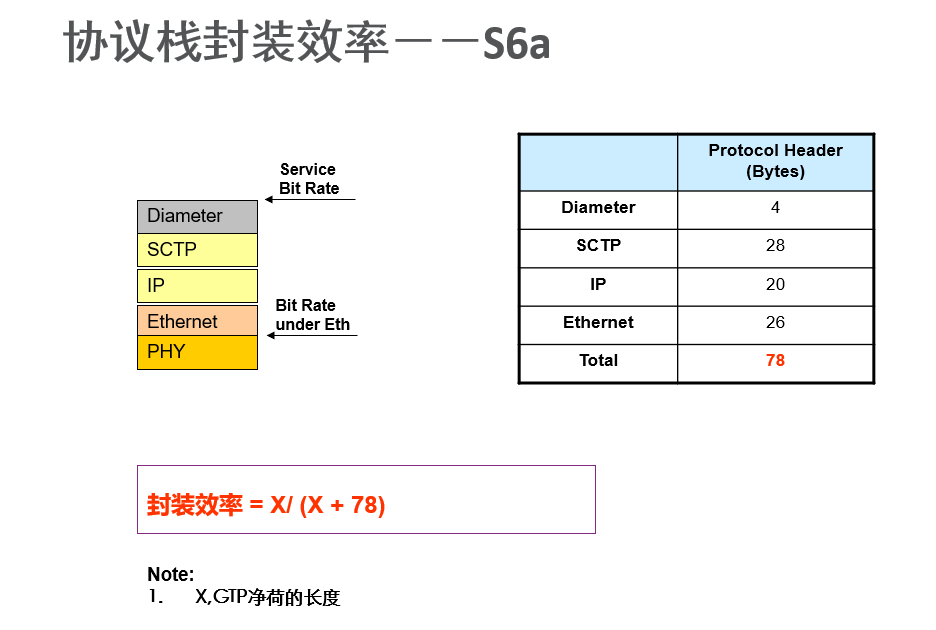 协议栈封装效率——S6a
Service
Bit Rate
Diameter
SCTP
IP
Bit Rate
under Eth
Ethernet
PHY
Protocol Header
(Bytes)
Diameter 4
SCTP 28
IP 20
Ethernet 26
Total 78
封装效率 = X/ (X + 78)
Note:
1. X,GTP净荷的长度